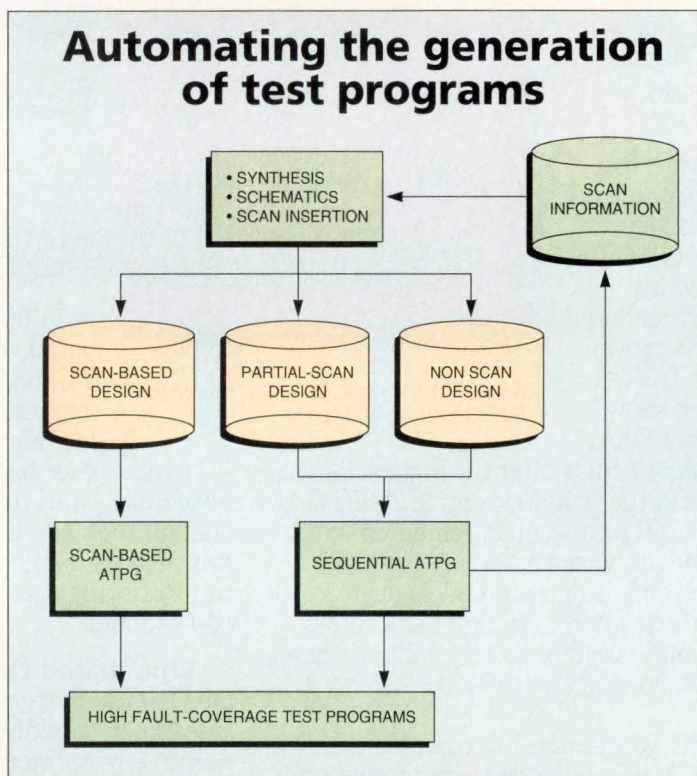 Automating the generation
of test programs
• SYNTHESIS
• SCHEMATICS
• SCAN INSERTION
SCAN
INFORMATION
SCAN-BASED
DESIGN
PARTIAL-SCAN
DESIGN
NON SCAN
DESIGN
SCAN-BASED
ATPG
SEQUENTIAL ATPG
HIGH FAULT-COVERAGE TEST PROGRAMS